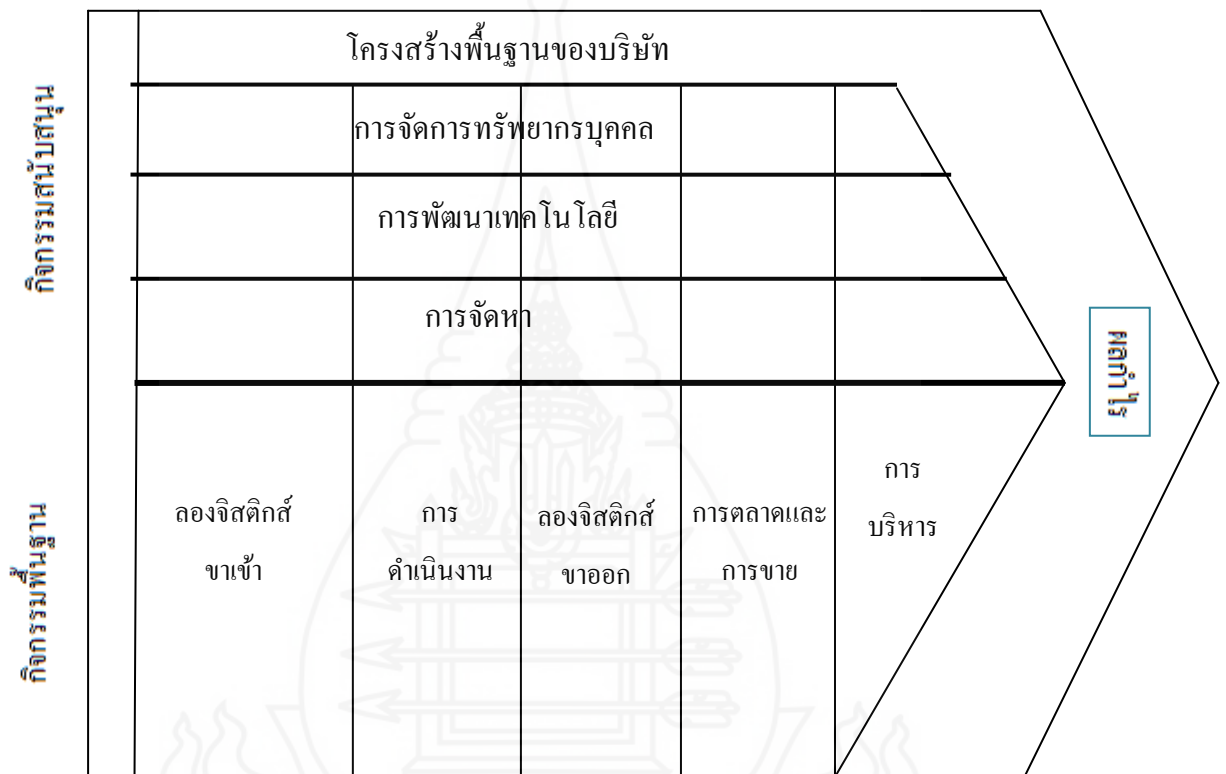 กิจกรรมสนับสนุน
โครงสร้างพื้นฐานของบริษัท
การจัดการทรัพยากรบุคคล
การพัฒนาเทคโนโลยี
การจัดหา
ผลกำไร
กิจกรรมพื้นฐาน
ลองจิสติกส์
ขาเข้า
การ
ดำเนินงาน
ลองจิสติกส์
ขาออก
การตลาดและ
การขาย
การ
บริหาร